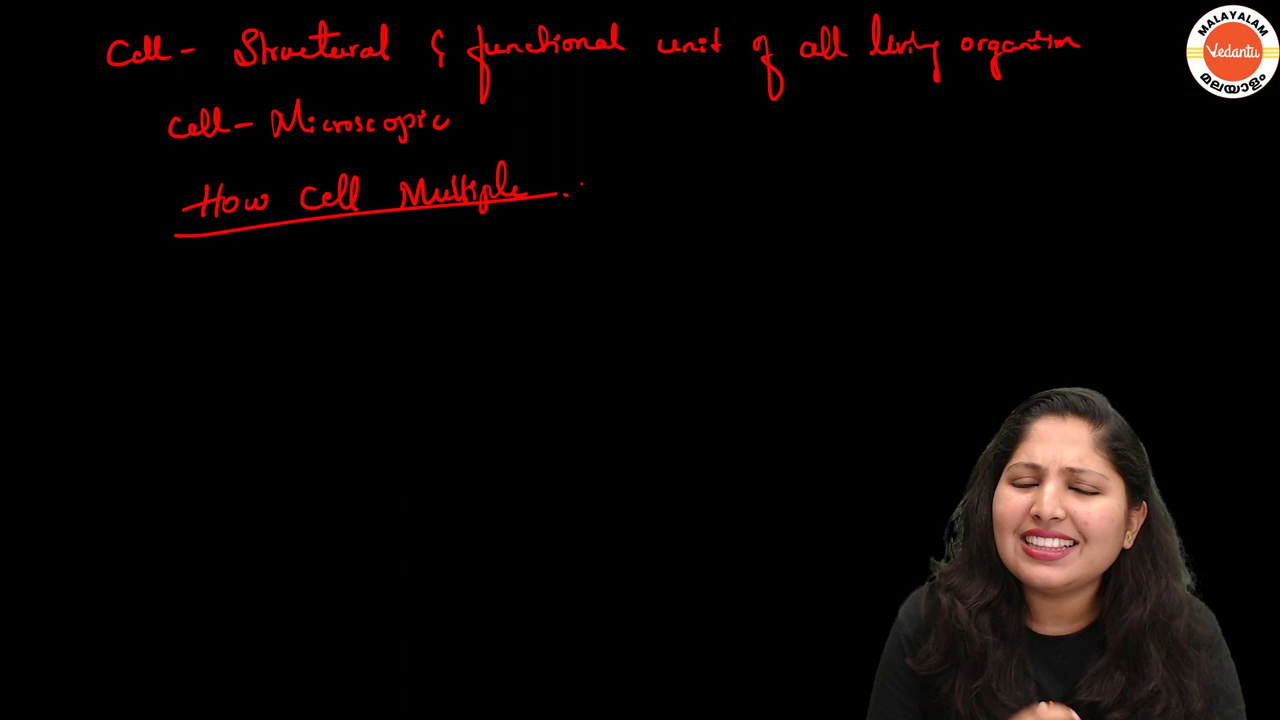 Cell - Structural & functional unit of all living organism
Cell - Microscopic
How Cell Multiple ..
MALAYALAM
Vedantu
മലയാളം